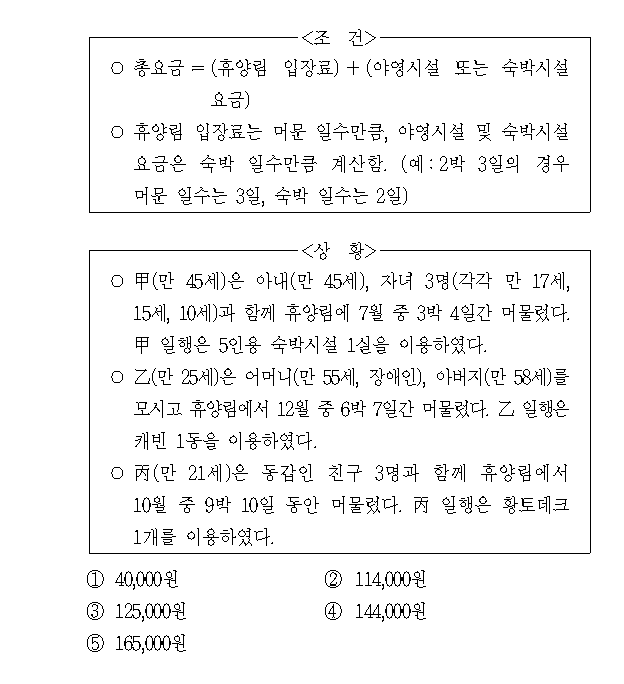 <조 건>
○ 총요금 = (휴양림 입장료) + (야영시설 또는 숙박시설
요금)
○ 휴양림 입장료는 머문 일수만큼, 야영시설 및 숙박시설
요금은 숙박 일수만큼 계산함. (예 : 2박 3일의 경우
머문 일수는 3일, 숙박 일수는 2일)
<상 황>
○ 甲(만 45세)은 아내(만 45세), 자녀 3명(각각 만 17세,
15세, 10세)과 함께 휴양림에 7월 중 3박 4일간 머물렀다.
甲 일행은 5인용 숙박시설 1실을 이용하였다.
○ 乙(만 25세)은 어머니(만 55세, 장애인), 아버지(만 58세)를
모시고 휴양림에서 12월 중 6박 7일간 머물렀다. 乙 일행은
캐빈 1동을 이용하였다.
○ 丙(만 21세)은 동갑인 친구 3명과 함께 휴양림에서
10월 중 9박 10일 동안 머물렀다. 丙 일행은 황토데크
1개를 이용하였다.
① 40,000원 ② 114,000원
③ 125,000원 ④ 144,000원
⑤ 165,000원